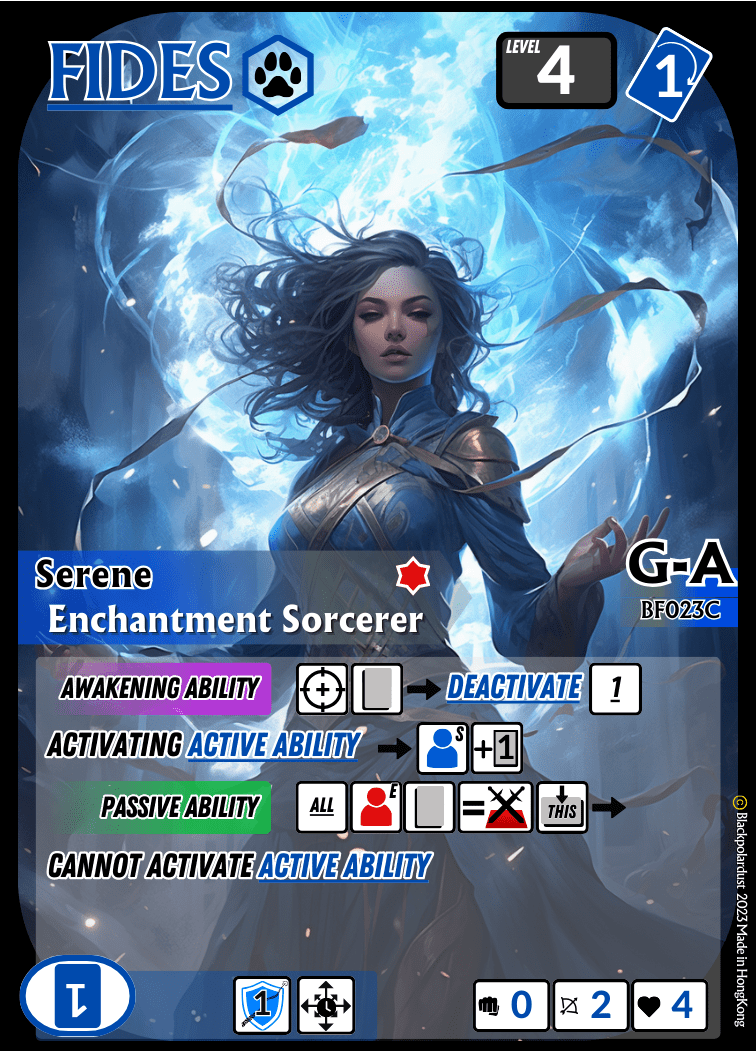 FIDES
LEVEL 4
1
Serene
Enchantment Sorcerer
G-A
BF023C
AWAKENING ABILITY DEACTIVATE 1
ACTIVATING ACTIVE ABILITY S +1
PASSIVE ABILITY ALL E = THIS
CANNOT ACTIVATE ACTIVE ABILITY
1
1
0 2 4
© Blackpolardust 2023 Made in HongKong